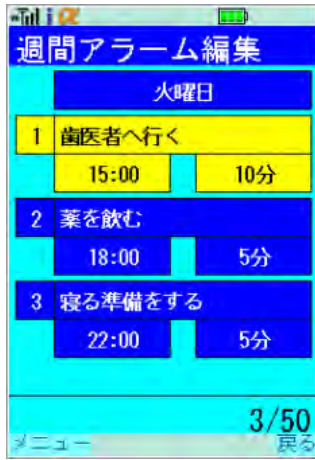 週間アラーム編集
火曜日
1 歯医者へ行く
15:00 10分
2 薬を飲む
18:00 5分
3 寝る準備をする
22:00 5分
3/50
メニュー 戻る